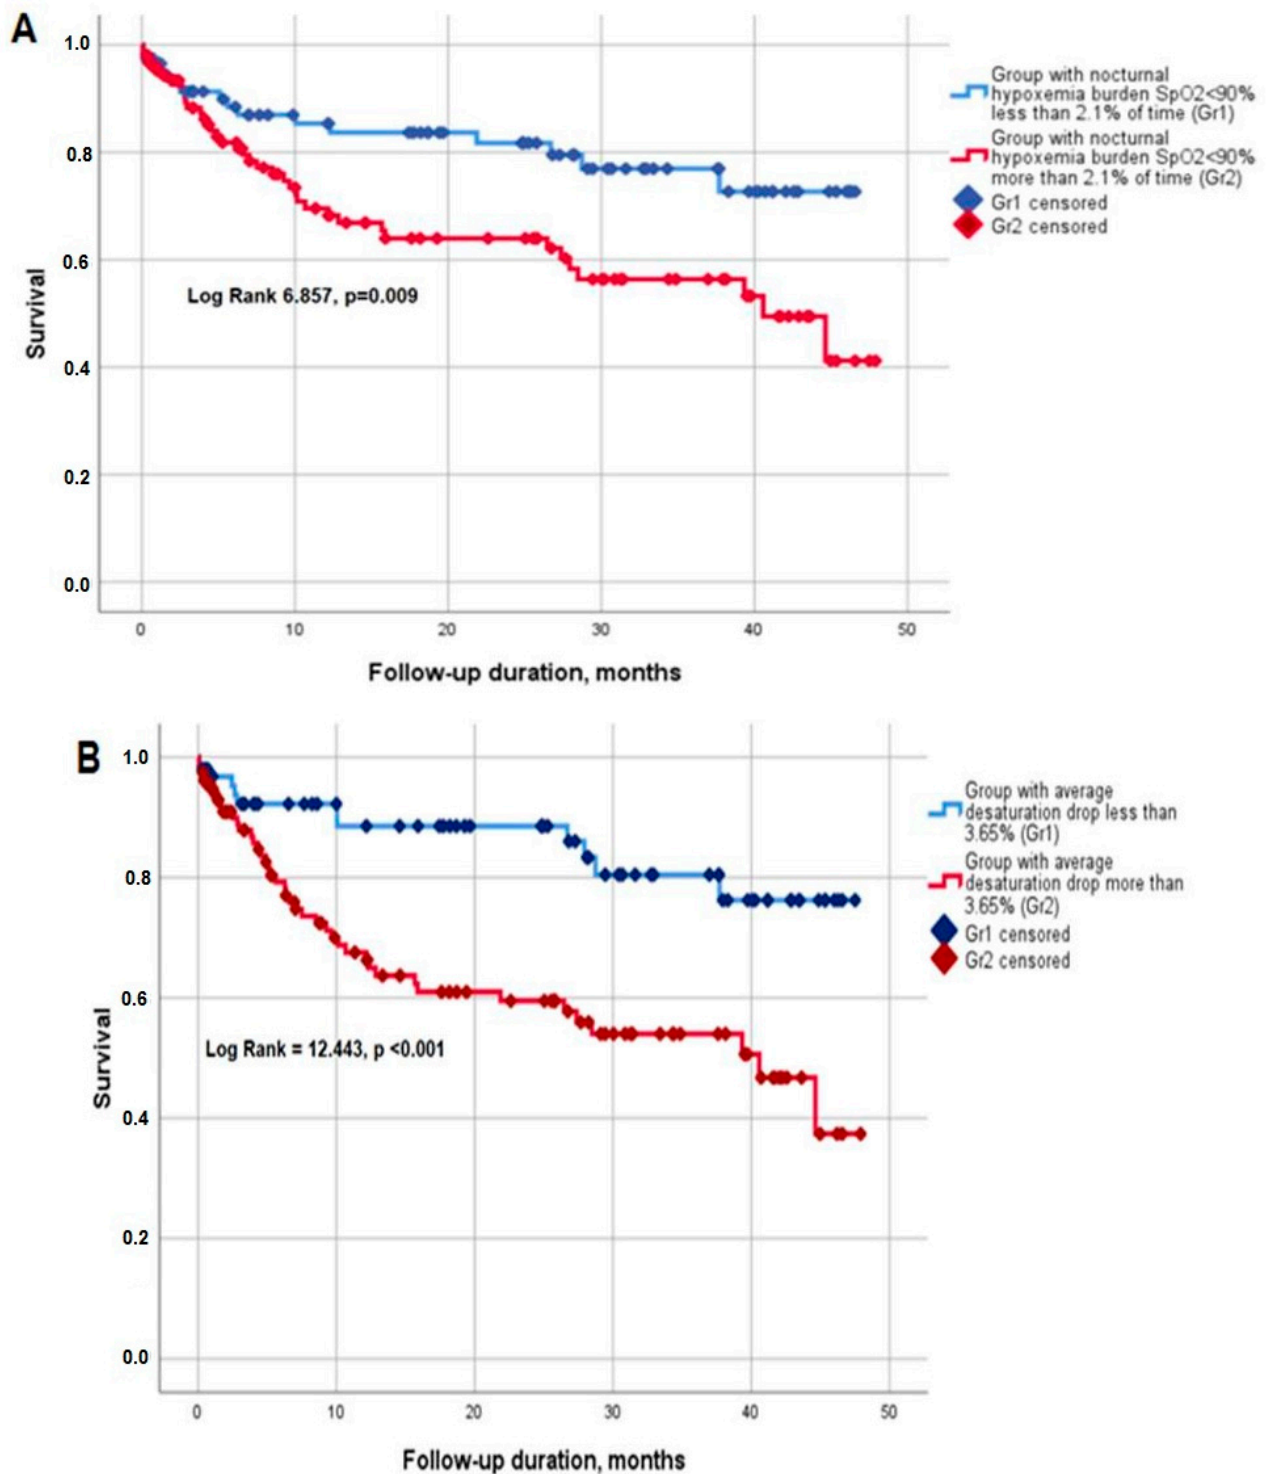 A
1.0
0.8
0.6
0.4
0.2
0.0
Survival
Log Rank 6.857, p=0.009
0 10 20 30 40 50
Follow-up duration, months
Group with nocturnal
hypoxemia burden SpO2<90%
less than 2.1% of time (Gr1)
Group with nocturnal
hypoxemia burden SpO2<90%
more than 2.1% of time (Gr2)
Gr1 censored
Gr2 censored
B
1.0
0.8
0.6
0.4
0.2
0.0
Survival
Log Rank = 12.443, p <0.001
0 10 20 30 40 50
Follow-up duration, months
Group with average
desaturation drop less than
3.65% (Gr1)
Group with average
desaturation drop more than
3.65% (Gr2)
Gr1 censored
Gr2 censored